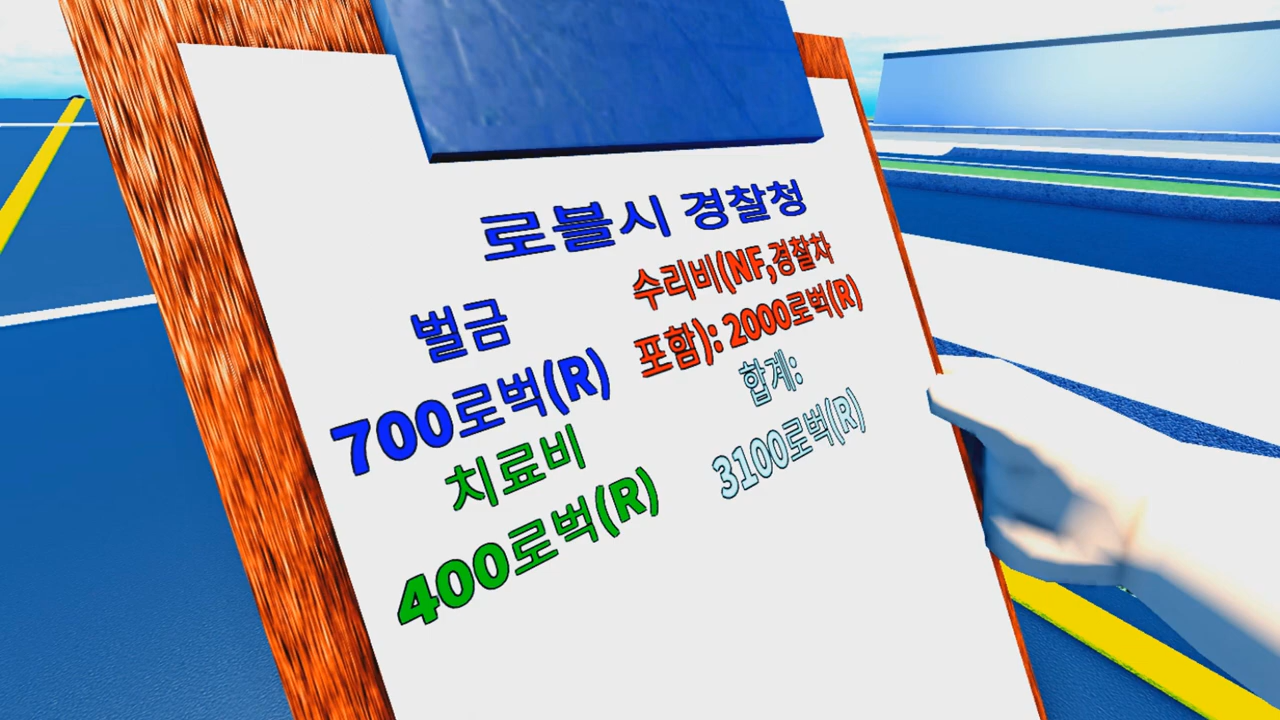 로블시 경찰청
벌금
700로벅(R)
치료비
400로벅(R)
수리비(NF,경찰차
포함): 2000로벅(R)
합계:
3100로벅(R)